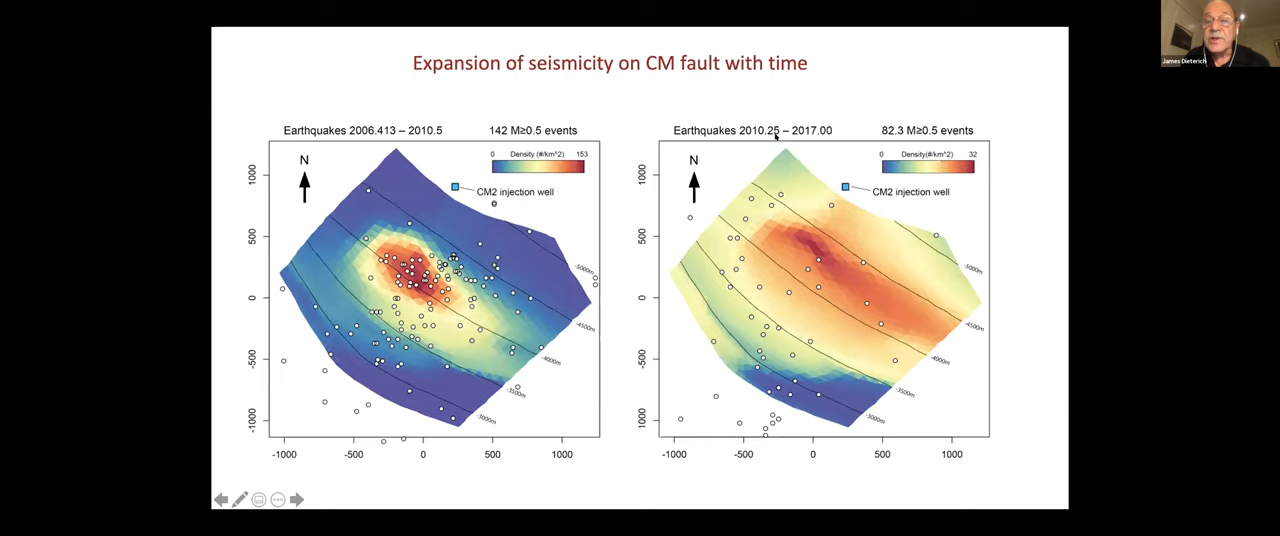 Expansion of seismicity on CM fault with time
James Dieterich
Earthquakes 2006.413 – 2010.5 142 M≥0.5 events
N
0 Density (#/km^2) 153
CM2 injection well
1000
500
0
-500
-1000
-5000m
-4500m
-4000m
-3500m
-3000m
-1000 -500 0 500 1000
Earthquakes 2010.25 – 2017.00 82.3 M≥0.5 events
N
0 Density(#/km^2) 32
CM2 injection well
1000
500
0
-500
-1000
-5000m
-4500m
-4000m
-3500m
-3000m
-1000 -500 0 500 1000